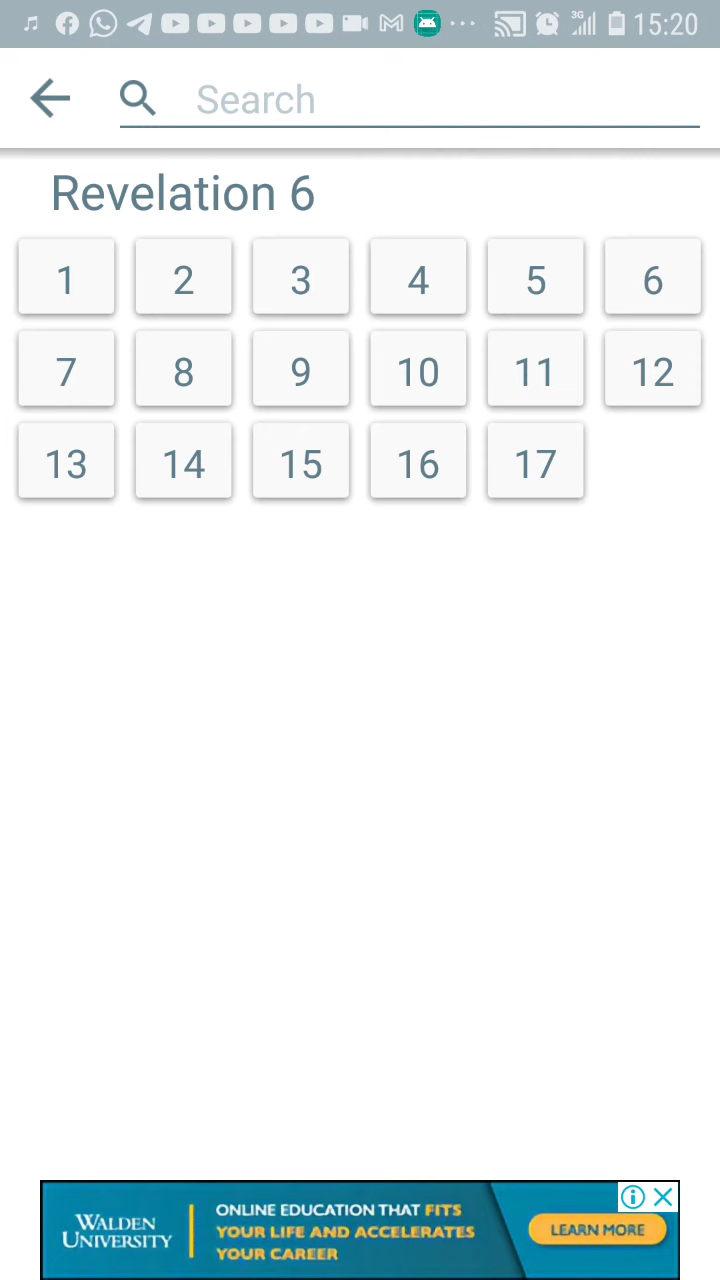 3G 15:20
Search
Revelation 6
1 2 3 4 5 6
7 8 9 10 11 12
13 14 15 16 17
WALDEN UNIVERSITY
ONLINE EDUCATION THAT FITS
YOUR LIFE AND ACCELERATES
YOUR CAREER
LEARN MORE